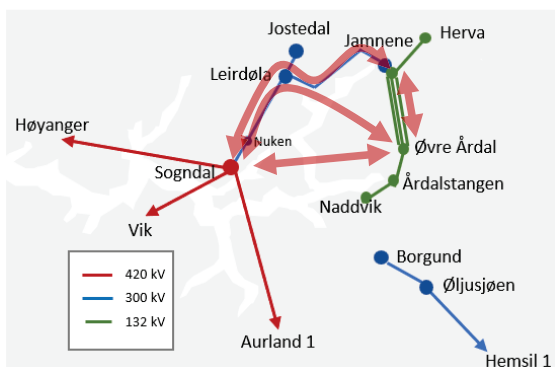 Jostedal
Jamnene
Herva
Leirdøla
Høyanger
Nuken
Øvre Årdal
Sogndal
Årdalstangen
Naddvik
Vik
Borgund
420 kV
300 kV
132 kV
Øljusjøen
Aurland 1
Hemsil 1